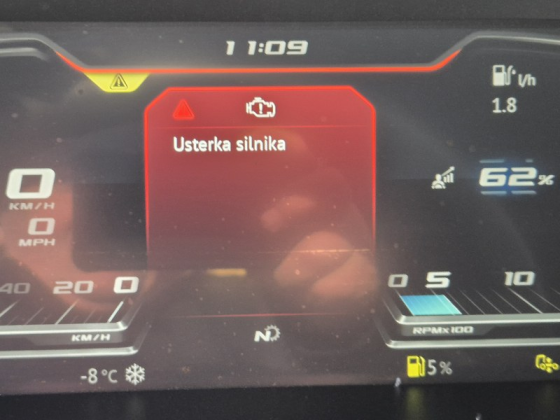 11:09
l/h
1.8
Usterka silnika
62%
0
KM/H
0
MPH
40 20 0
KM/H
0 5 10
RPMx100
N
-8°C
5%